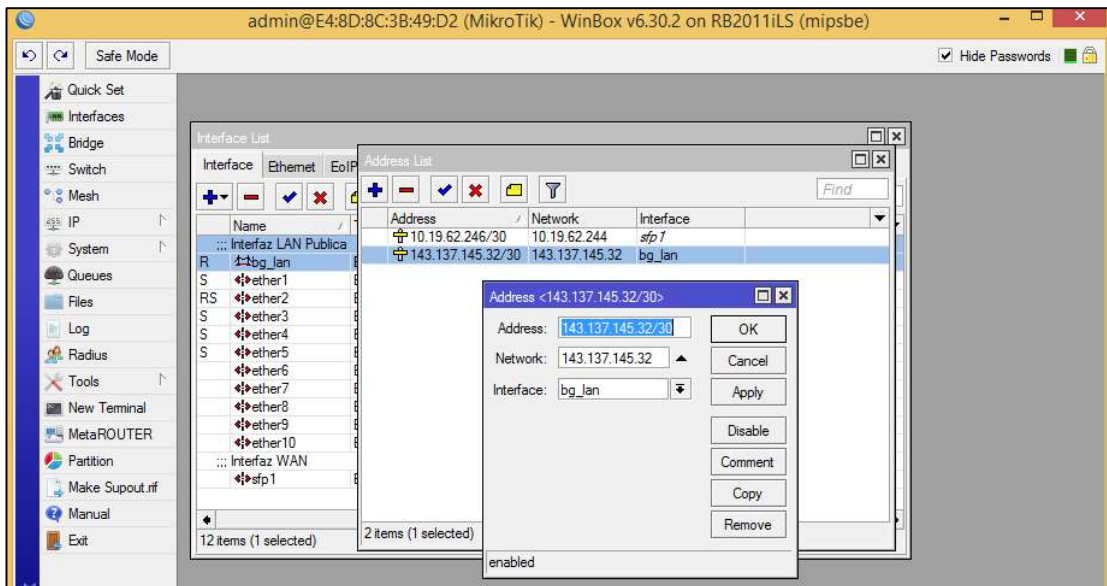 admin@E4:8D:8C:3B:49:D2 (MikroTik) - WinBox v6.30.2 on RB2011iLS (mipsbe)
Safe Mode
Hide Passwords
Quick Set
Interfaces
Bridge
Switch
Mesh
IP
System
Queues
Files
Log
Radius
Tools
New Terminal
MetaROUTER
Partition
Make Supout.rif
Manual
Exit
Interface List
Interface Ethernet EoIP
Name
;;; Interfaz LAN Publica
R bg_lan
S ether1
RS ether2
S ether3
S ether4
S ether5
ether6
ether7
ether8
ether9
ether10
;;; Interfaz WAN
sfp1
12 items (1 selected)
Address List
Find
Address Network Interface
10.19.62.246/30 10.19.62.244 sfp1
143.137.145.32/30 143.137.145.32 bg_lan
2 items (1 selected)
Address <143.137.145.32/30>
Address: 143.137.145.32/30 OK
Network: 143.137.145.32 Cancel
Interface: bg_lan Apply
Disable
Comment
Copy
Remove
enabled